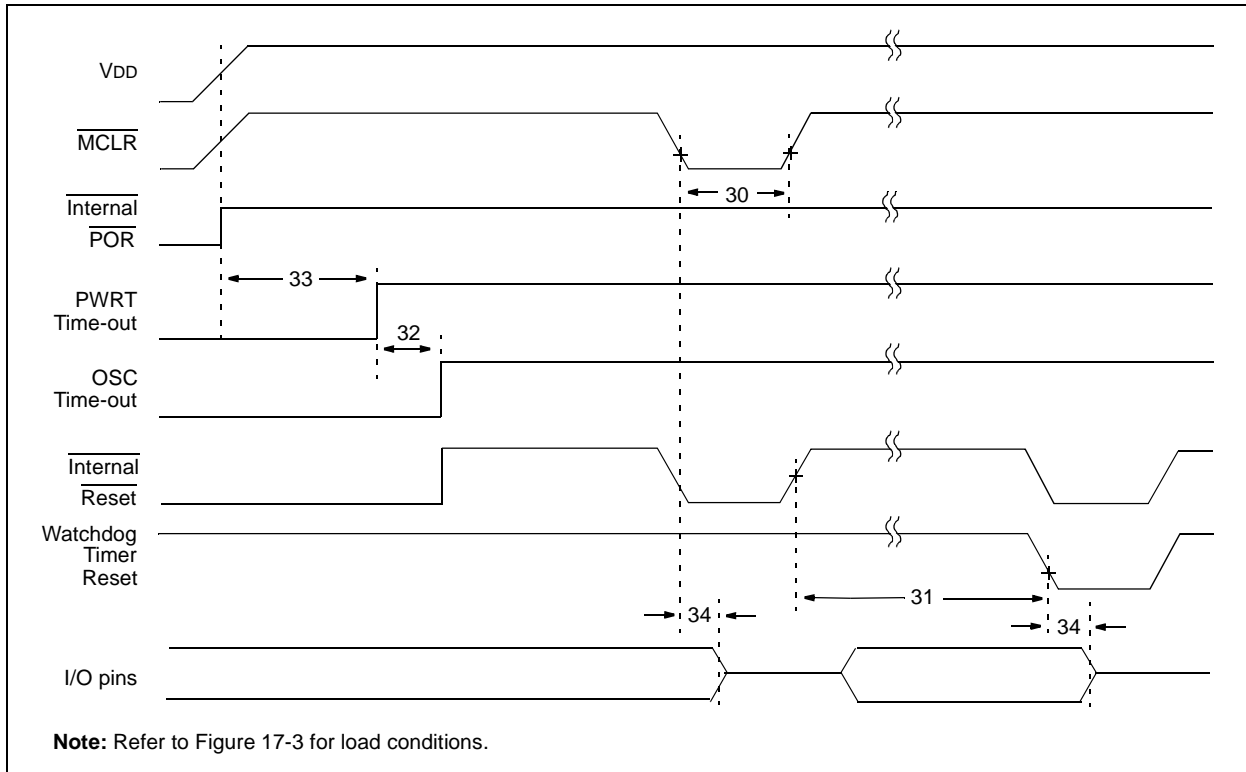 VDD
MCLR
30
Internal
POR
33
PWRT
Time-out
32
OSC
Time-out
Internal
Reset
Watchdog
Timer
Reset
31
34
34
I/O pins
Note: Refer to Figure 17-3 for load conditions.